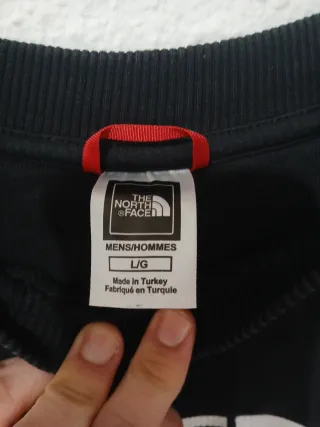 THE
NORTH
®FACE
MENS/HOMMES
L/G
Made in Turkey
Fabriqué en Turquie